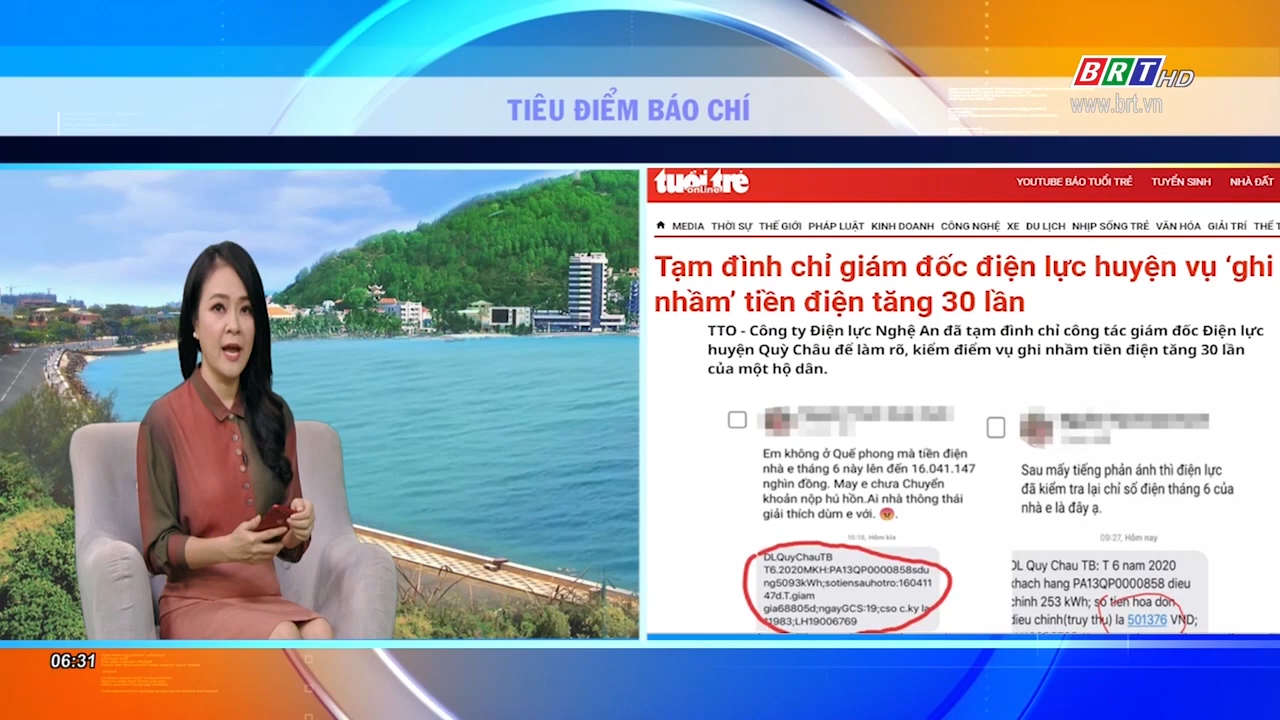 BRT HD
www.brt.vn
TIÊU ĐIỂM BÁO CHÍ
tuổi trẻ
online
YOUTUBE BÁO TUỔI TRẺ TUYỂN SINH NHÀ ĐẤT
MEDIA THỜI SỰ THẾ GIỚI PHÁP LUẬT KINH DOANH CÔNG NGHỆ XE DU LỊCH NHỊP SỐNG TRẺ VĂN HÓA GIẢI TRÍ THỂ T
Tạm đình chỉ giám đốc điện lực huyện vụ ‘ghi
nhầm’ tiền điện tăng 30 lần
TTO - Công ty Điện lực Nghệ An đã tạm đình chỉ công tác giám đốc Điện lực
huyện Quỳ Châu để làm rõ, kiểm điểm vụ ghi nhầm tiền điện tăng 30 lần
của một hộ dân.
Em không ở Quế phong mà tiền điện
nhà e tháng 6 này lên đến 16.041.147
nghìn đồng. May e chưa Chuyển
khoản nộp hú hồn.Ai nhà thông thái
giải thích dùm e với.
16:18, Hôm kia
DLQuyChauTB
T6.2020MKH:PA13QP0000858sdu
ng5093kWh;sotiensauhotro:160411
47d.T.giam
gia68805d;ngayGCS:19;cso c.ky la
11983;LH19006769
Sau mấy tiếng phản ánh thì điện lực
đã kiểm tra lại chỉ số điện tháng 6 của
nhà e là đây ạ.
09:27, Hôm nay
DL Quy Chau TB: T 6 nam 2020
khach hang PA13QP0000858 dieu
chinh 253 kWh; so tien hoa don
dieu chinh(truy thu) la 501376 VND;
06:31